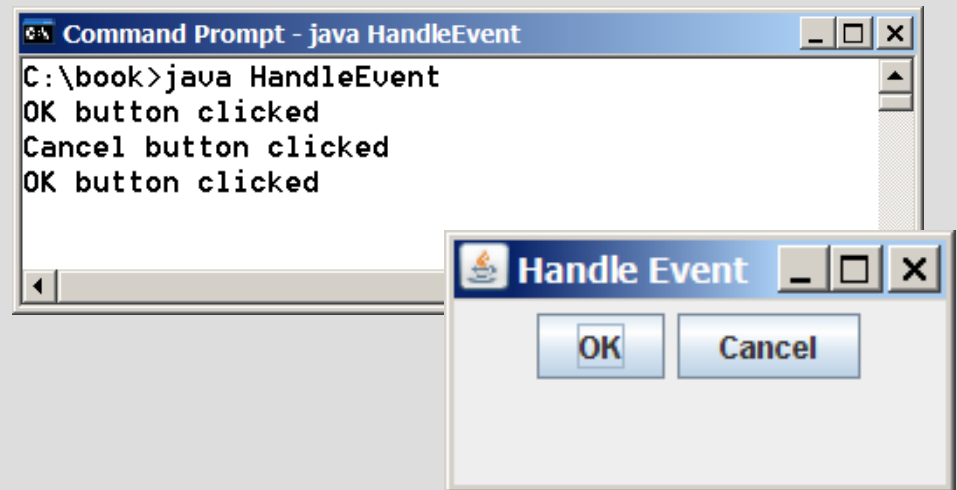 Command Prompt - java HandleEvent
C:\book>java HandleEvent
OK button clicked
Cancel button clicked
OK button clicked
Handle Event
OK Cancel